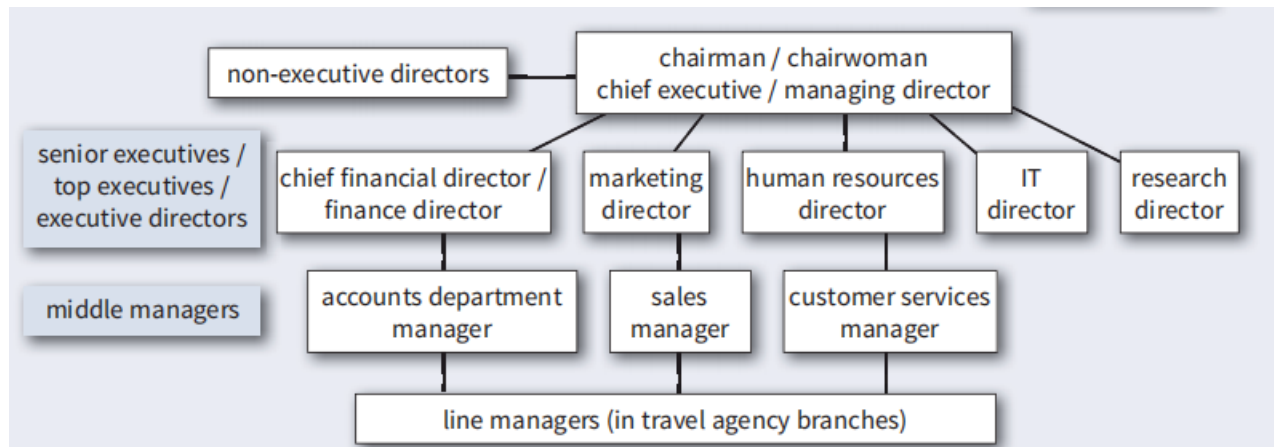 non-executive directors
chairman / chairwoman
chief executive / managing director
senior executives /
top executives /
executive directors
chief financial director /
finance director
marketing
director
human resources
director
IT
director
research
director
middle managers
accounts department
manager
sales
manager
customer services
manager
line managers (in travel agency branches)